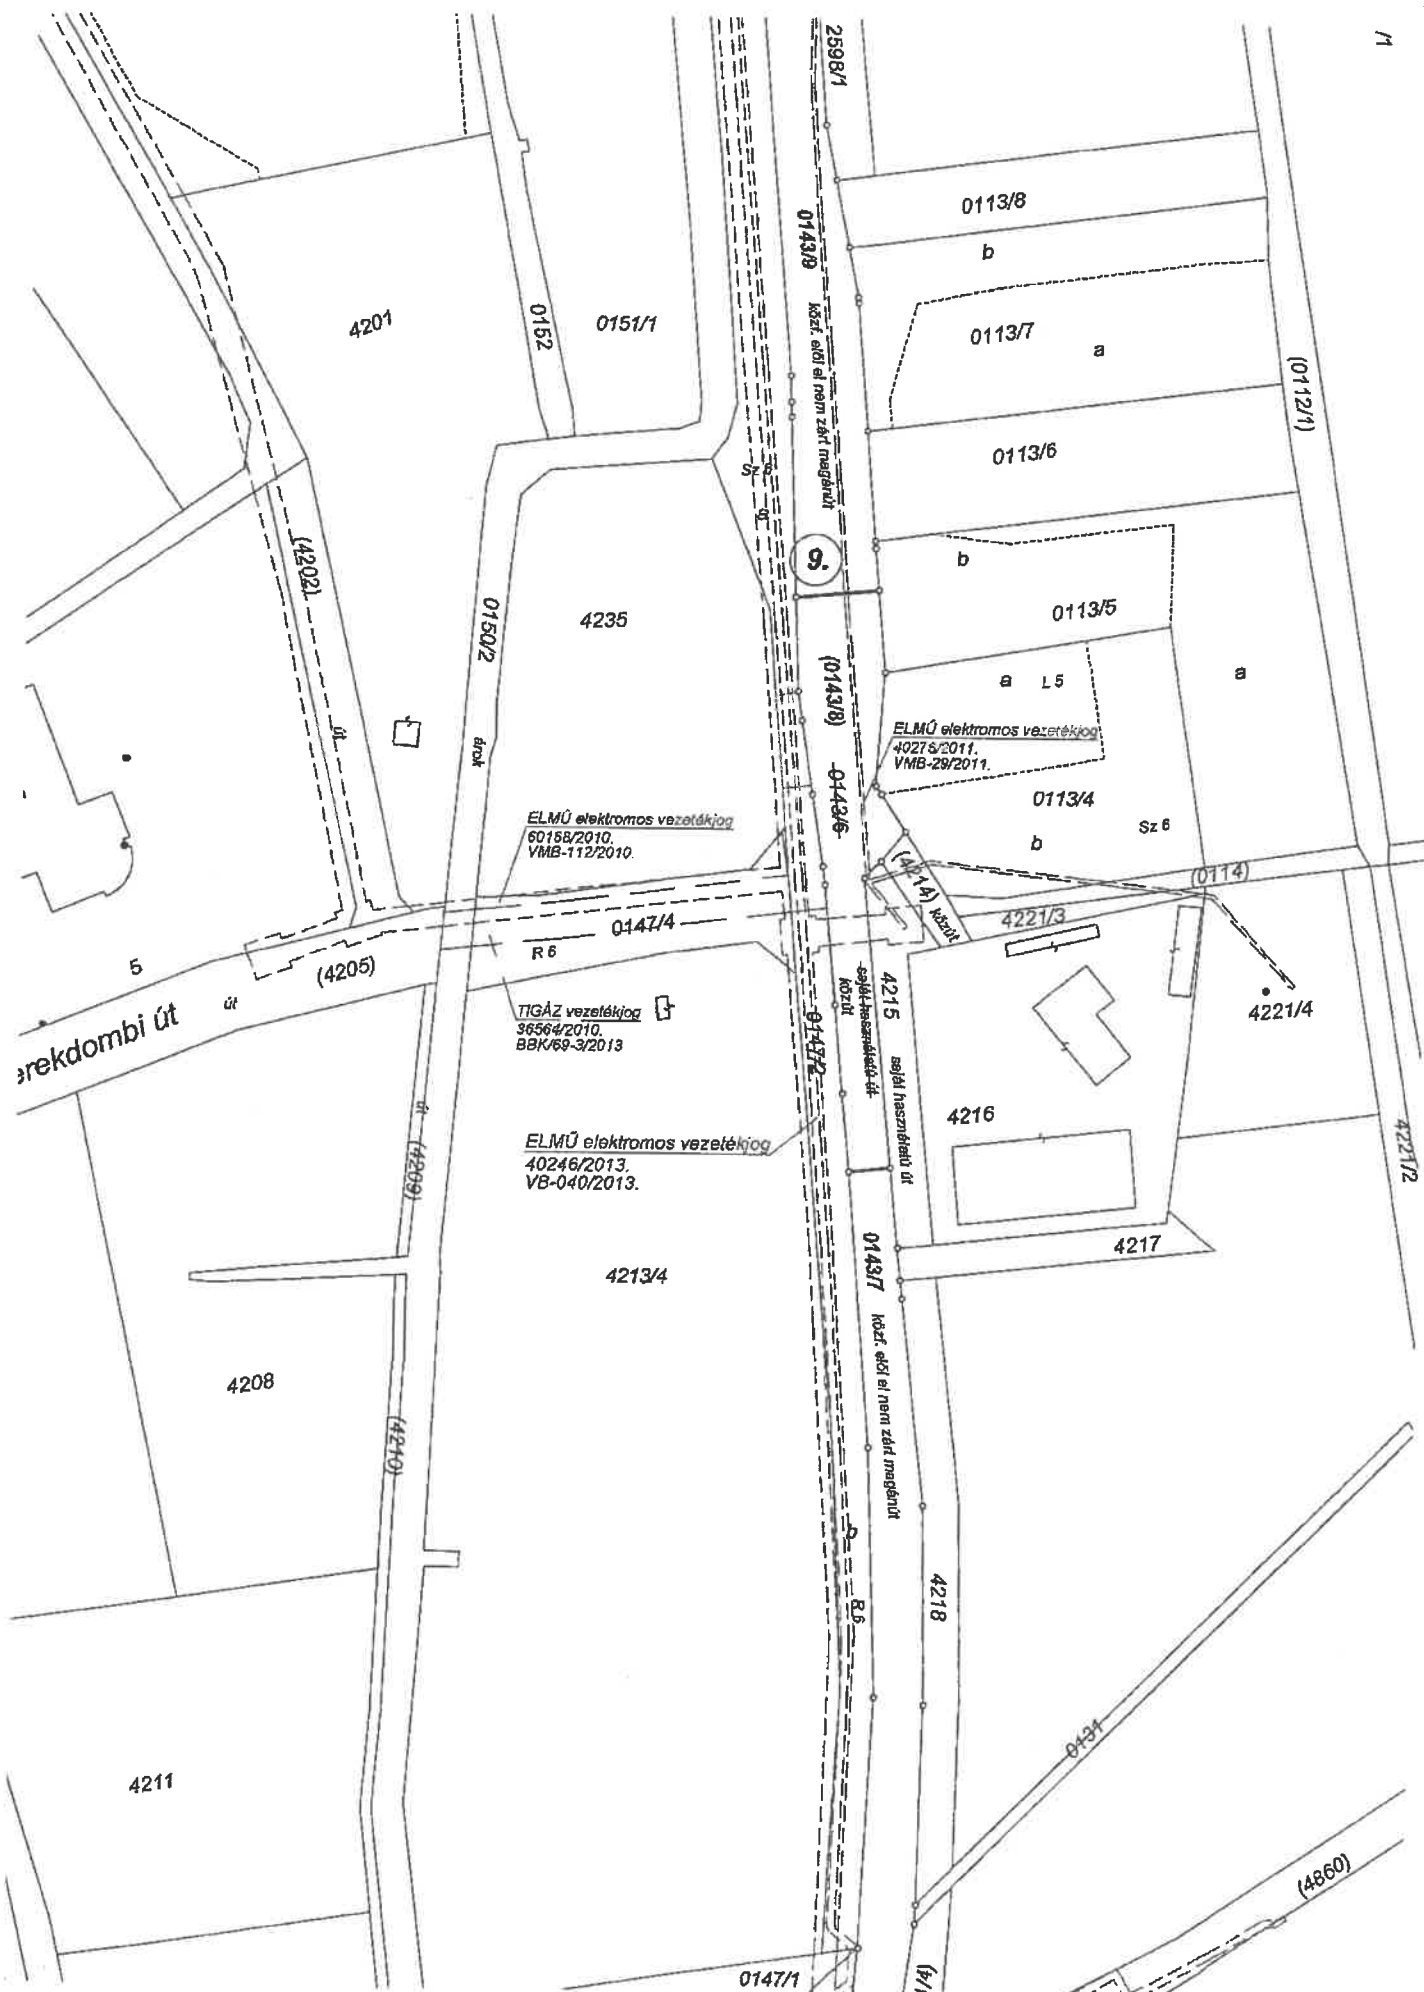 /1
2598/1
0113/8
b
0143/9 közf. elől el nem zárt magánút
4201
0152
0151/1
0113/7
a
(0112/1)
0113/6
Sz 6
a
9.
b
(4202)
0150/2
4235
0113/5
a
(0143/8)
a L 5
út
árok
ELMŰ elektromos vezetékjog
40276/2011.
VMB-29/2011.
0143/6
0113/4
Sz 6
b
ELMŰ elektromos vezetékjog
60158/2010.
VMB-112/2010.
(4214) közút
(0114)
4221/3
0147/4
R 6
5
(4205)
út
erekdombi út
TIGÁZ vezetékjog
36564/2010.
BBK/69-3/2013
0147/2
közút
saját használatú út
4215 saját használatú út
4221/4
4216
4221/2
út (4209)
ELMŰ elektromos vezetékjog
40246/2013.
VB-040/2013.
4217
4213/4
0143/7 közf. elől el nem zárt magánút
4208
(4210)
b
R 6
4218
0131
4211
(4860)
0147/1